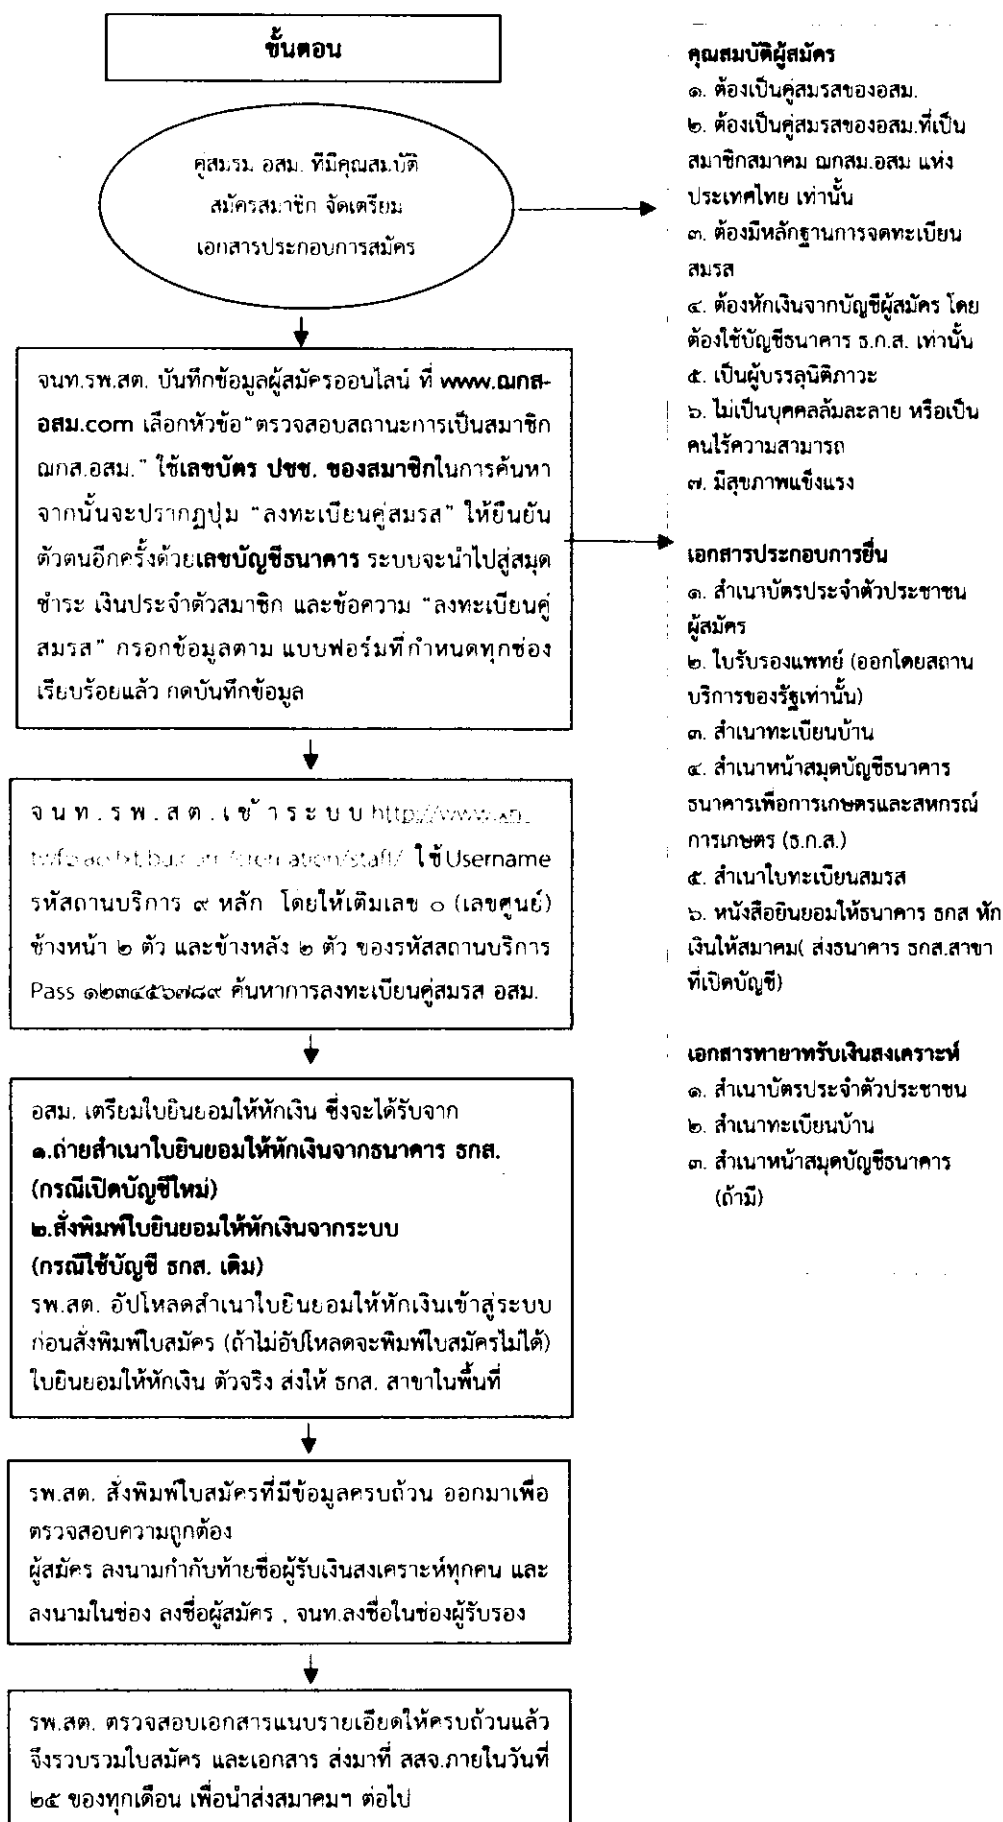 ขั้นตอน
คู่สมรม อสม. ที่มีคุณสมบัติ
สมัครสมาชิก จัดเตรียม
เอกสารประกอบการสมัคร
จนท.รพ.สต. บันทึกข้อมูลผู้สมัครออนไลน์ ที่ www.ฌกส-
อสม.com เลือกหัวข้อ"ตรวจสอบสถานะการเป็นสมาชิก
ฌกส.อสม." ใช้เลขบัตร ปชช. ของสมาชิกในการค้นหา
จากนั้นจะปรากฏปุ่ม "ลงทะเบียนคู่สมรส" ให้ยืนยัน
ตัวตนอีกครั้งด้วยเลขบัญชีธนาคาร ระบบจะนำไปสู่สมุด
ชำระ เงินประจำตัวสมาชิก และข้อความ "ลงทะเบียนคู่
สมรส" กรอกข้อมูลตาม แบบฟอร์มที่กำหนดทุกช่อง
เรียบร้อยแล้ว กดบันทึกข้อมูล
จนท.รพ.สต.เข้าระบบ http://www.xn
/staff/ ใช้Username
รหัสถานบริการ ๙ หลัก โดยให้เติมเลข ๐ (เลขศูนย์)
ข้างหน้า ๒ ตัว และข้างหลัง ๒ ตัว ของรหัสสถานบริการ
Pass ๑๒๓๔๕๖๗๘๙ ค้นหาการลงทะเบียนคู่สมรส อสม.
อสม. เตรียมใบยินยอมให้หักเงิน ซึ่งจะได้รับจาก
๑.ถ่ายสำเนาใบยินยอมให้หักเงินจากธนาคาร ธกส.
(กรณีเปิดบัญชีใหม่)
๒.สั่งพิมพ์ใบยินยอมให้หักเงินจากระบบ
(กรณีใช้บัญชี ธกส. เดิม)
รพ.สต. อัปโหลดสำเนาใบยินยอมให้หักเงินเข้าสู่ระบบ
ก่อนสั่งพิมพ์ใบสมัคร (ถ้าไม่อัปโหลดจะพิมพ์ใบสมัครไม่ได้)
ใบยินยอมให้หักเงิน ตัวจริง ส่งให้ ธกส. สาขาในพื้นที่
รพ.สต. สั่งพิมพ์ใบสมัครที่มีข้อมูลครบถ้วน ออกมาเพื่อ
ตรวจสอบความถูกต้อง
ผู้สมัคร ลงนามกำกับท้ายชื่อผู้รับเงินสงเคราะห์ทุกคน และ
ลงนามในช่อง ลงชื่อผู้สมัคร , จนท.ลงชื่อในช่องผู้รับรอง
รพ.สต. ตรวจสอบเอกสารแนบรายเอียดให้ครบถ้วนแล้ว
จึงรวบรวมใบสมัคร และเอกสาร ส่งมาที่ สสจ.ภายในวันที่
๒๕ ของทุกเดือน เพื่อนำส่งสมาคมฯ ต่อไป
คุณสมบัติผู้สมัคร
๑. ต้องเป็นคู่สมรสของอสม.
๒. ต้องเป็นคู่สมรสของอสม.ที่เป็น
สมาชิกสมาคม ฌกสม.อสม แห่ง
ประเทศไทย เท่านั้น
๓. ต้องมีหลักฐานการจดทะเบียน
สมรส
๔. ต้องหักเงินจากบัญชีผู้สมัคร โดย
ต้องใช้บัญชีธนาคาร ธ.ก.ส. เท่านั้น
๕. เป็นผู้บรรลุนิติภาวะ
๖. ไม่เป็นบุคคลล้มละลาย หรือเป็น
คนไร้ความสามารถ
๗. มีสุขภาพแข็งแรง
เอกสารประกอบการยื่น
๑. สำเนาบัตรประจำตัวประชาชน
ผู้สมัคร
๒. ใบรับรองแพทย์ (ออกโดยสถาน
บริการของรัฐเท่านั้น)
๓. สำเนาทะเบียนบ้าน
๔. สำเนาหน้าสมุดบัญชีธนาคาร
ธนาคารเพื่อการเกษตรและสหกรณ์
การเกษตร (ธ.ก.ส.)
๕. สำเนาใบทะเบียนสมรส
๖. หนังสือยินยอมให้ธนาคาร ธกส หัก
เงินให้สมาคม( ส่งธนาคาร ธกส.สาขา
ที่เปิดบัญชี)
เอกสารทายาทรับเงินสงเคราะห์
๑. สำเนาบัตรประจำตัวประชาชน
๒. สำเนาทะเบียนบ้าน
๓. สำเนาหน้าสมุดบัญชีธนาคาร
(ถ้ามี)